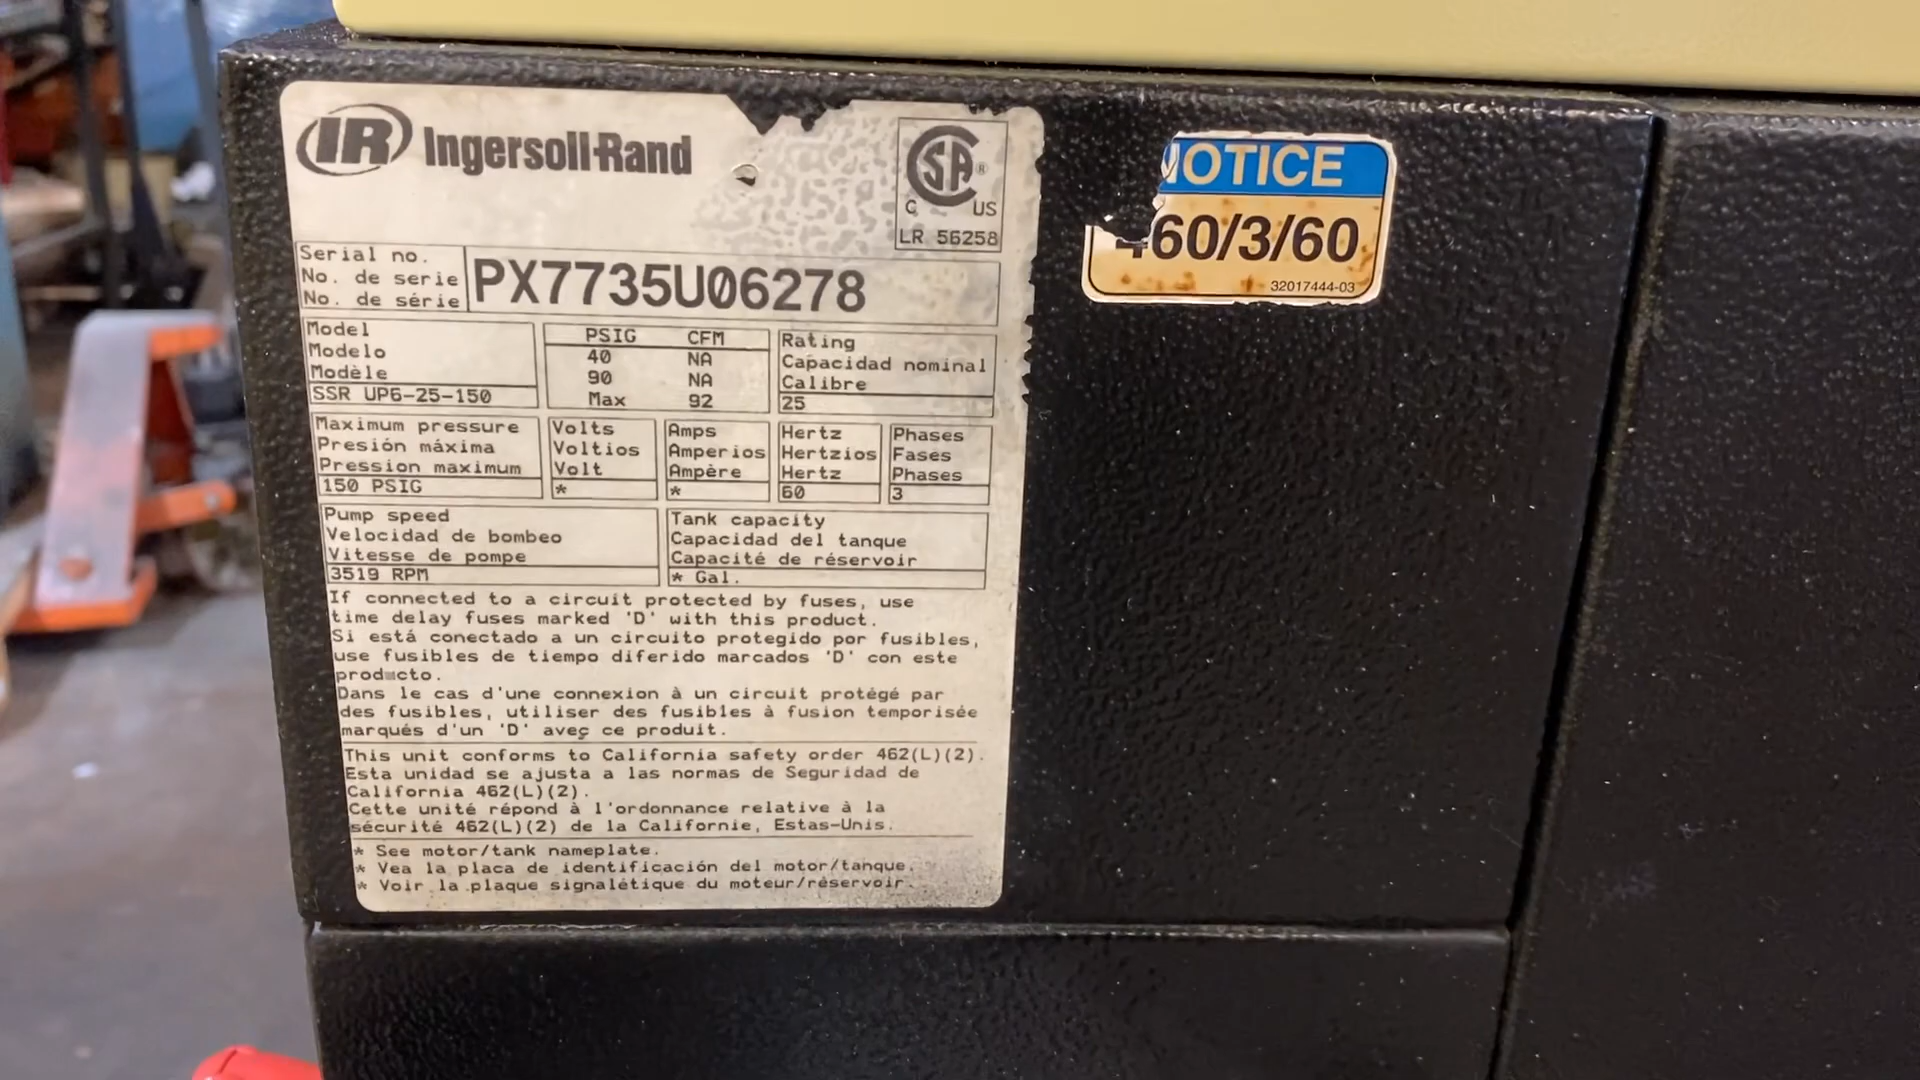 IR Ingersoll-Rand
CSA®
C US
LR 56258
Serial no.
No. de serie
No. de série
PX7735U06278
Model
Modelo
Modèle
SSR UP6-25-150
PSIG CFM
40 NA
90 NA
Max 92
Rating
Capacidad nominal
Calibre
25
Maximum pressure
Presión máxima
Pression maximum
150 PSIG
Volts
Voltios
Volt
*
Amps
Amperios
Ampère
*
Hertz
Hertzios
Hertz
60
Phases
Fases
Phases
3
Pump speed
Velocidad de bombeo
Vitesse de pompe
3519 RPM
Tank capacity
Capacidad del tanque
Capacité de réservoir
* Gal.
If connected to a circuit protected by fuses, use
time delay fuses marked 'D' with this product.
Si está conectado a un circuito protegido por fusibles,
use fusibles de tiempo diferido marcados 'D' con este
producto.
Dans le cas d'une connexion à un circuit protégé par
des fusibles, utiliser des fusibles à fusion temporisée
marqués d'un 'D' avec ce produit.
This unit conforms to California safety order 462(L)(2).
Esta unidad se ajusta a las normas de Seguridad de
California 462(L)(2).
Cette unité répond à l'ordonnance relative à la
sécurité 462(L)(2) de la Californie, Estas-Unis.
* See motor/tank nameplate.
* Vea la placa de identificación del motor/tanque.
* Voir la plaque signalétique du moteur/réservoir.
NOTICE
460/3/60
32017444-03